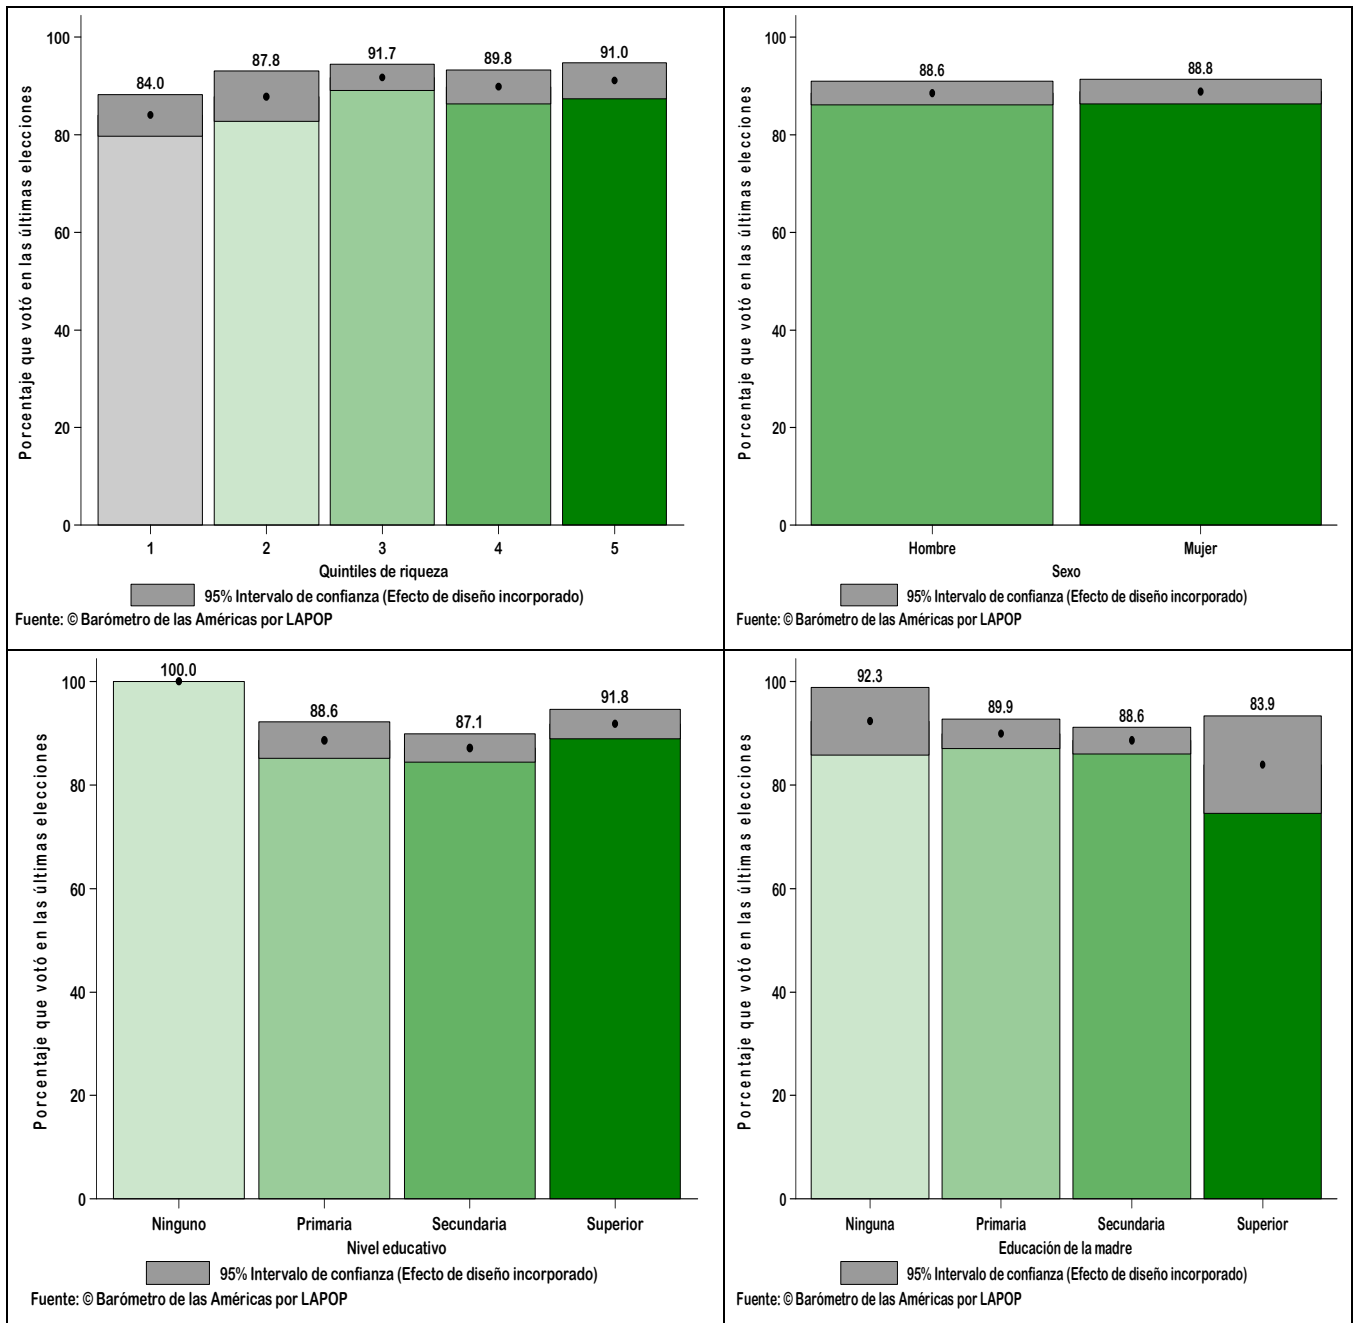 Porcentaje que votó en las últimas elecciones
100
80
60
40
20
0
84.0
87.8
91.7
89.8
91.0
1
2
3
4
5
Quintiles de riqueza
95% Intervalo de confianza (Efecto de diseño incorporado)
Fuente: © Barómetro de las Américas por LAPOP
Porcentaje que votó en las últimas elecciones
100
80
60
40
20
0
88.6
88.8
Hombre
Mujer
Sexo
95% Intervalo de confianza (Efecto de diseño incorporado)
Fuente: © Barómetro de las Américas por LAPOP
Porcentaje que votó en las últimas elecciones
100
80
60
40
20
0
100.0
88.6
87.1
91.8
Ninguno
Primaria
Secundaria
Superior
Nivel educativo
95% Intervalo de confianza (Efecto de diseño incorporado)
Fuente: © Barómetro de las Américas por LAPOP
Porcentaje que votó en las últimas elecciones
100
80
60
40
20
0
92.3
89.9
88.6
83.9
Ninguna
Primaria
Secundaria
Superior
Educación de la madre
95% Intervalo de confianza (Efecto de diseño incorporado)
Fuente: © Barómetro de las Américas por LAPOP